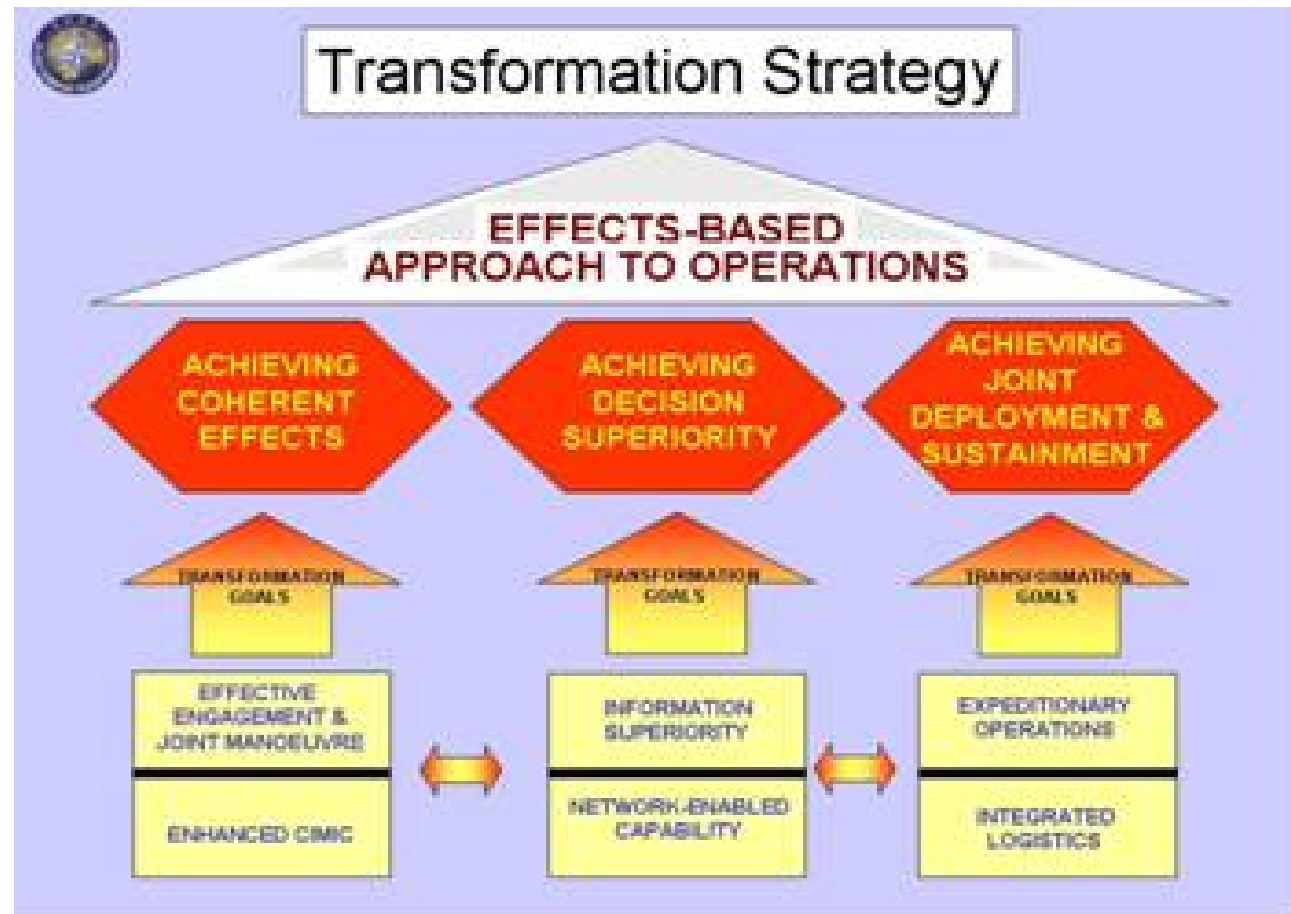 Transformation Strategy
EFFECTS-BASED
APPROACH TO OPERATIONS
ACHIEVING
COHERENT
EFFECTS
ACHIEVING
DECISION
SUPERIORITY
ACHIEVING
JOINT
DEPLOYMENT &
SUSTAINMENT
TRANSFORMATION
GOALS
TRANSFORMATION
GOALS
TRANSFORMATION
GOALS
EFFECTIVE
ENGAGEMENT &
JOINT MANOEUVRE
INFORMATION
SUPERIORITY
EXPEDITIONARY
OPERATIONS
ENHANCED CIMIC
NETWORK-ENABLED
CAPABILITY
INTEGRATED
LOGISTICS